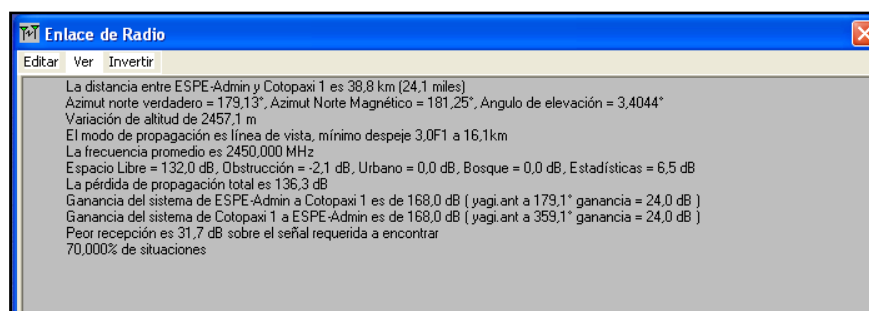 Enlace de Radio
Editar Ver Invertir
La distancia entre ESPE-Admin y Cotopaxi 1 es 38,8 km (24,1 miles)
Azimut norte verdadero = 179,13°, Azimut Norte Magnético = 181,25°, Angulo de elevación = 3,4044°
Variación de altitud de 2457,1 m
El modo de propagación es línea de vista, mínimo despeje 3,0F1 a 16,1km
La frecuencia promedio es 2450,000 MHz
Espacio Libre = 132,0 dB, Obstrucción = -2,1 dB, Urbano = 0,0 dB, Bosque = 0,0 dB, Estadísticas = 6,5 dB
La pérdida de propagación total es 136,3 dB
Ganancia del sistema de ESPE-Admin a Cotopaxi 1 es de 168,0 dB ( yagi.ant a 179,1° ganancia = 24,0 dB )
Ganancia del sistema de Cotopaxi 1 a ESPE-Admin es de 168,0 dB ( yagi.ant a 359,1° ganancia = 24,0 dB )
Peor recepción es 31,7 dB sobre el señal requerida a encontrar
70,000% de situaciones